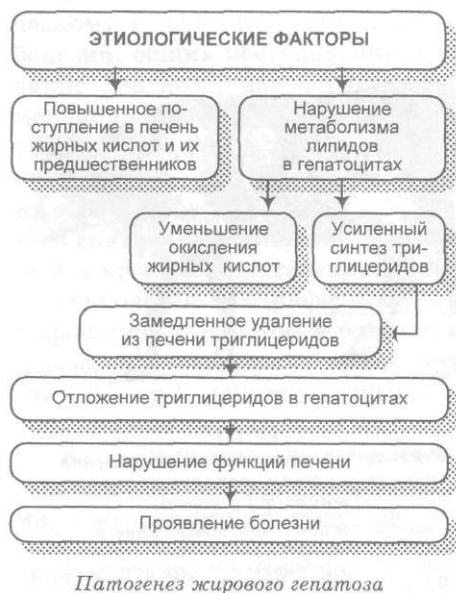 ЭТИОЛОГИЧЕСКИЕ ФАКТОРЫ
Повышенное по-
ступление в печень
жирных кислот и их
предшественников
Нарушение
метаболизма
липидов
в гепатоцитах
Уменьшение
окисления
жирных кислот
Усиленный
синтез три-
глицеридов
Замедленное удаление
из печени триглицеридов
Отложение триглицеридов в гепатоцитах
Нарушение функций печени
Проявление болезни
Патогенез жирового гепатоза